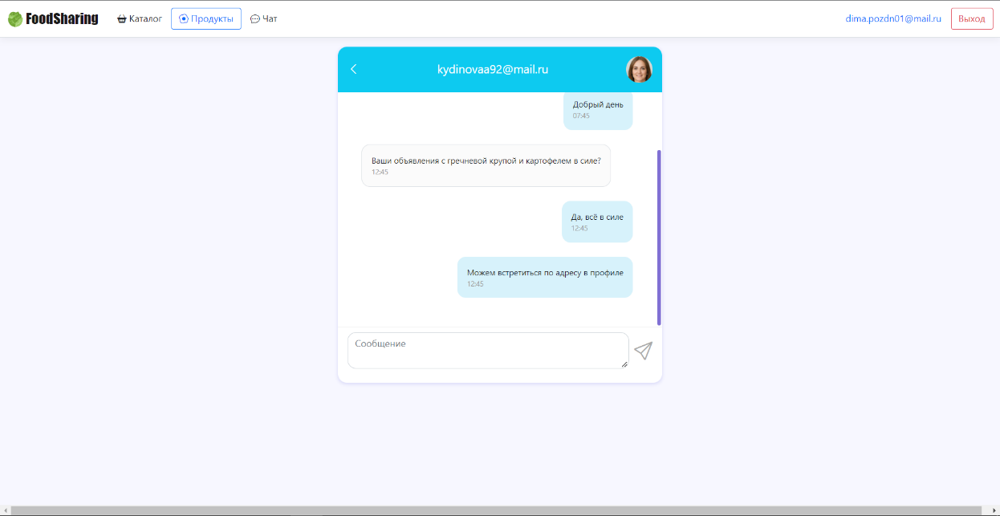 FoodSharing
Каталог
Продукты
Чат
dima.pozdn01@mail.ru
Выход
kydinovaa92@mail.ru
Добрый день
07:45
Ваши объявления с гречневой крупой и картофелем в силе?
12:45
Да, всё в силе
12:45
Можем встретиться по адресу в профиле
12:45
Сообщение